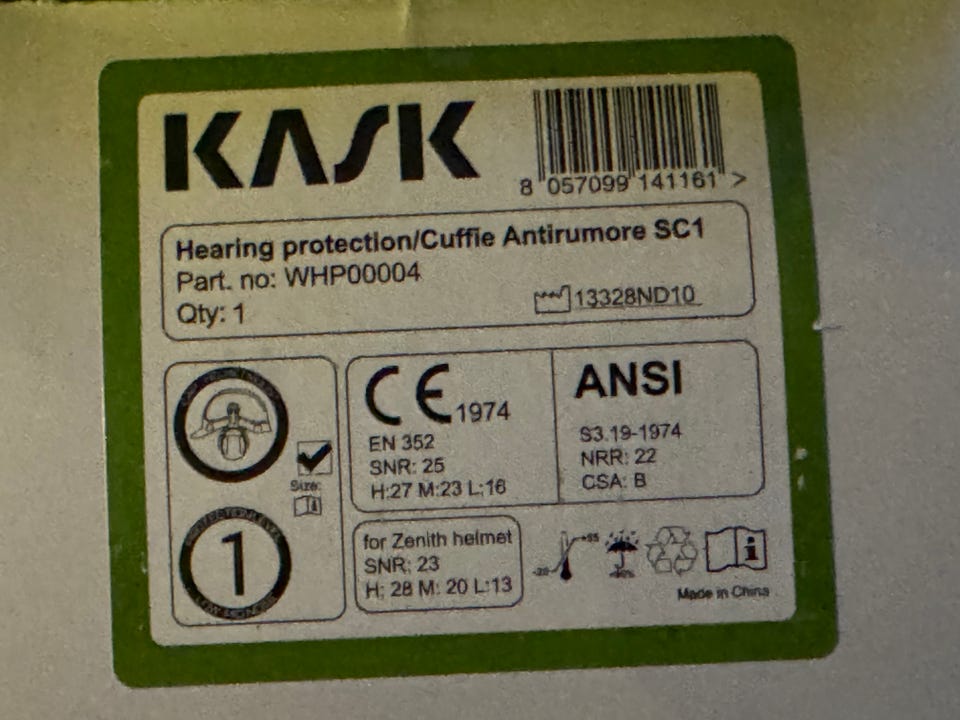 KASK
8 057099 141161 >
Hearing protection/Cuffie Antirumore SC1
Part. no: WHP00004
Qty: 1
13328ND10
Size:
1
CE 1974
EN 352
SNR: 25
H:27 M:23 L:16
ANSI
S3.19-1974
NRR: 22
CSA: B
for Zenith helmet
SNR: 23
H: 28 M: 20 L:13
Made in China